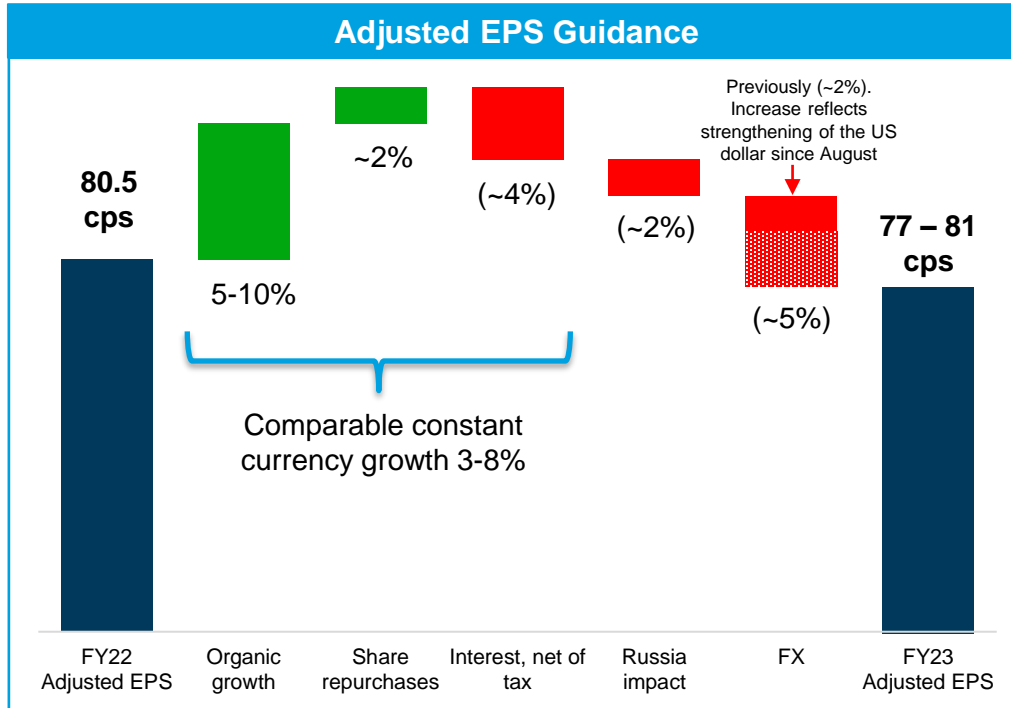 Adjusted EPS Guidance
Previously (~2%).
Increase reflects
strengthening of the US
dollar since August
80.5
cps
5-10%
~2%
(~4%)
(~2%)
(~5%)
77 – 81
cps
Comparable constant
currency growth 3-8%
FY22
Adjusted EPS
Organic
growth
Share
repurchases
Interest, net of
tax
Russia
impact
FX
FY23
Adjusted EPS